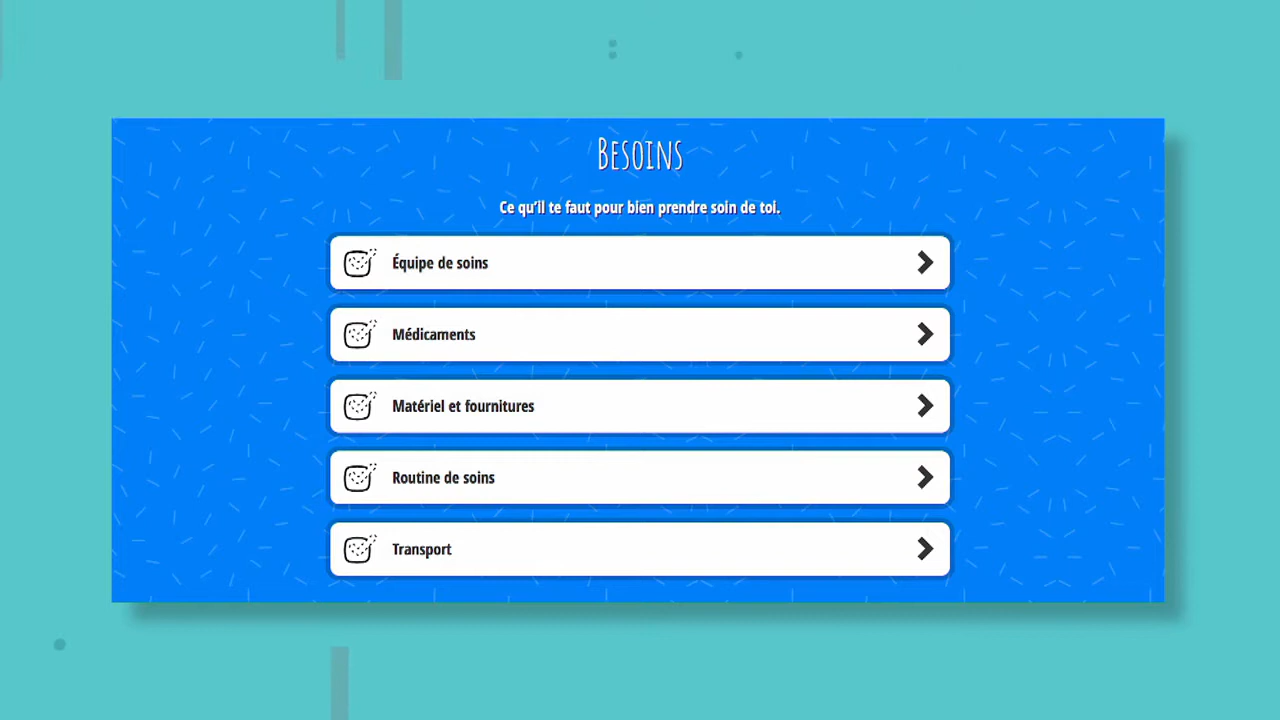 Besoins
Ce qu'il te faut pour bien prendre soin de toi.
Équipe de soins
Médicaments
Matériel et fournitures
Routine de soins
Transport